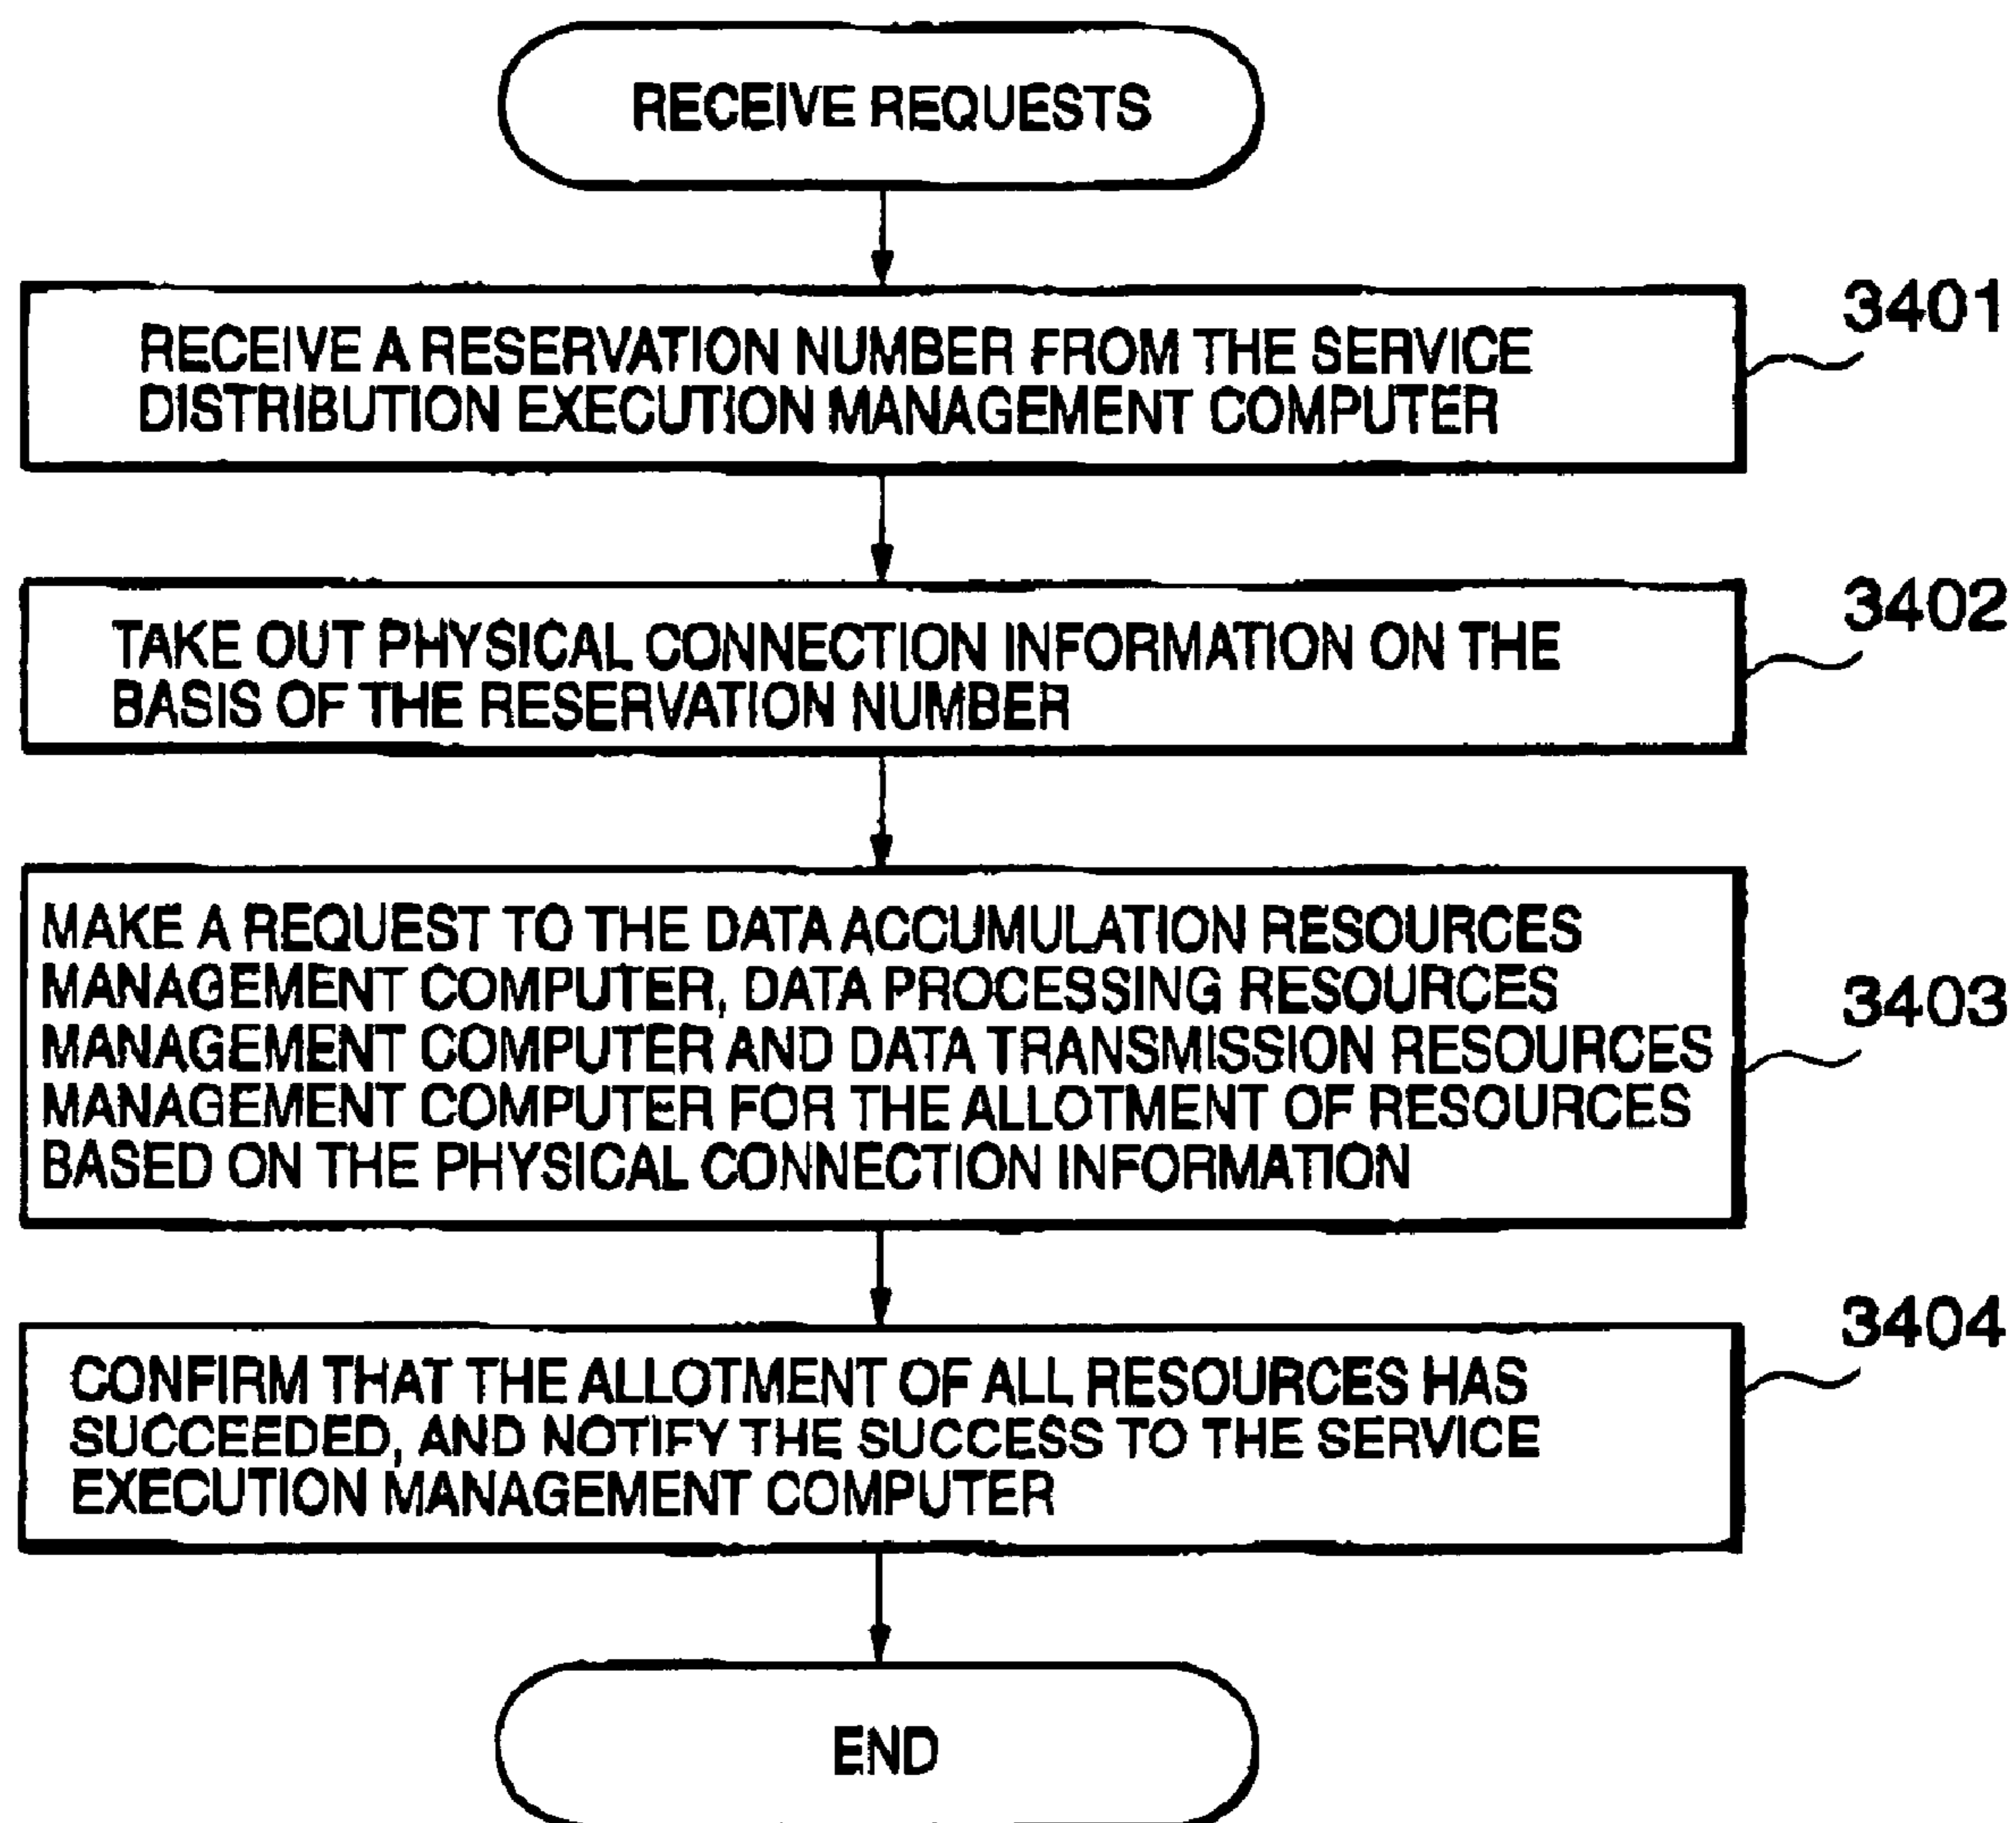 RECEIVE REQUESTS
3401
RECEIVE A RESERVATION NUMBER FROM THE SERVICE
DISTRIBUTION EXECUTION MANAGEMENT COMPUTER
3402
TAKE OUT PHYSICAL CONNECTION INFORMATION ON THE
BASIS OF THE RESERVATION NUMBER
MAKE A REQUEST TO THE DATA ACCUMULATION RESOURCES
MANAGEMENT COMPUTER, DATA PROCESSING RESOURCES
3403
MANAGEMENT COMPUTER AND DATA TRANSMISSION RESOURCES
MANAGEMENT COMPUTER FOR THE ALLOTMENT OF RESOURCES
BASED ON THE PHYSICAL CONNECTION INFORMATION
3404
CONFIRM THAT THE ALLOTMENT OF ALL RESOURCES HAS
SUCCEEDED, AND NOTIFY THE SUCCESS TO THE SERVICE
EXECUTION MANAGEMENT COMPUTER
END